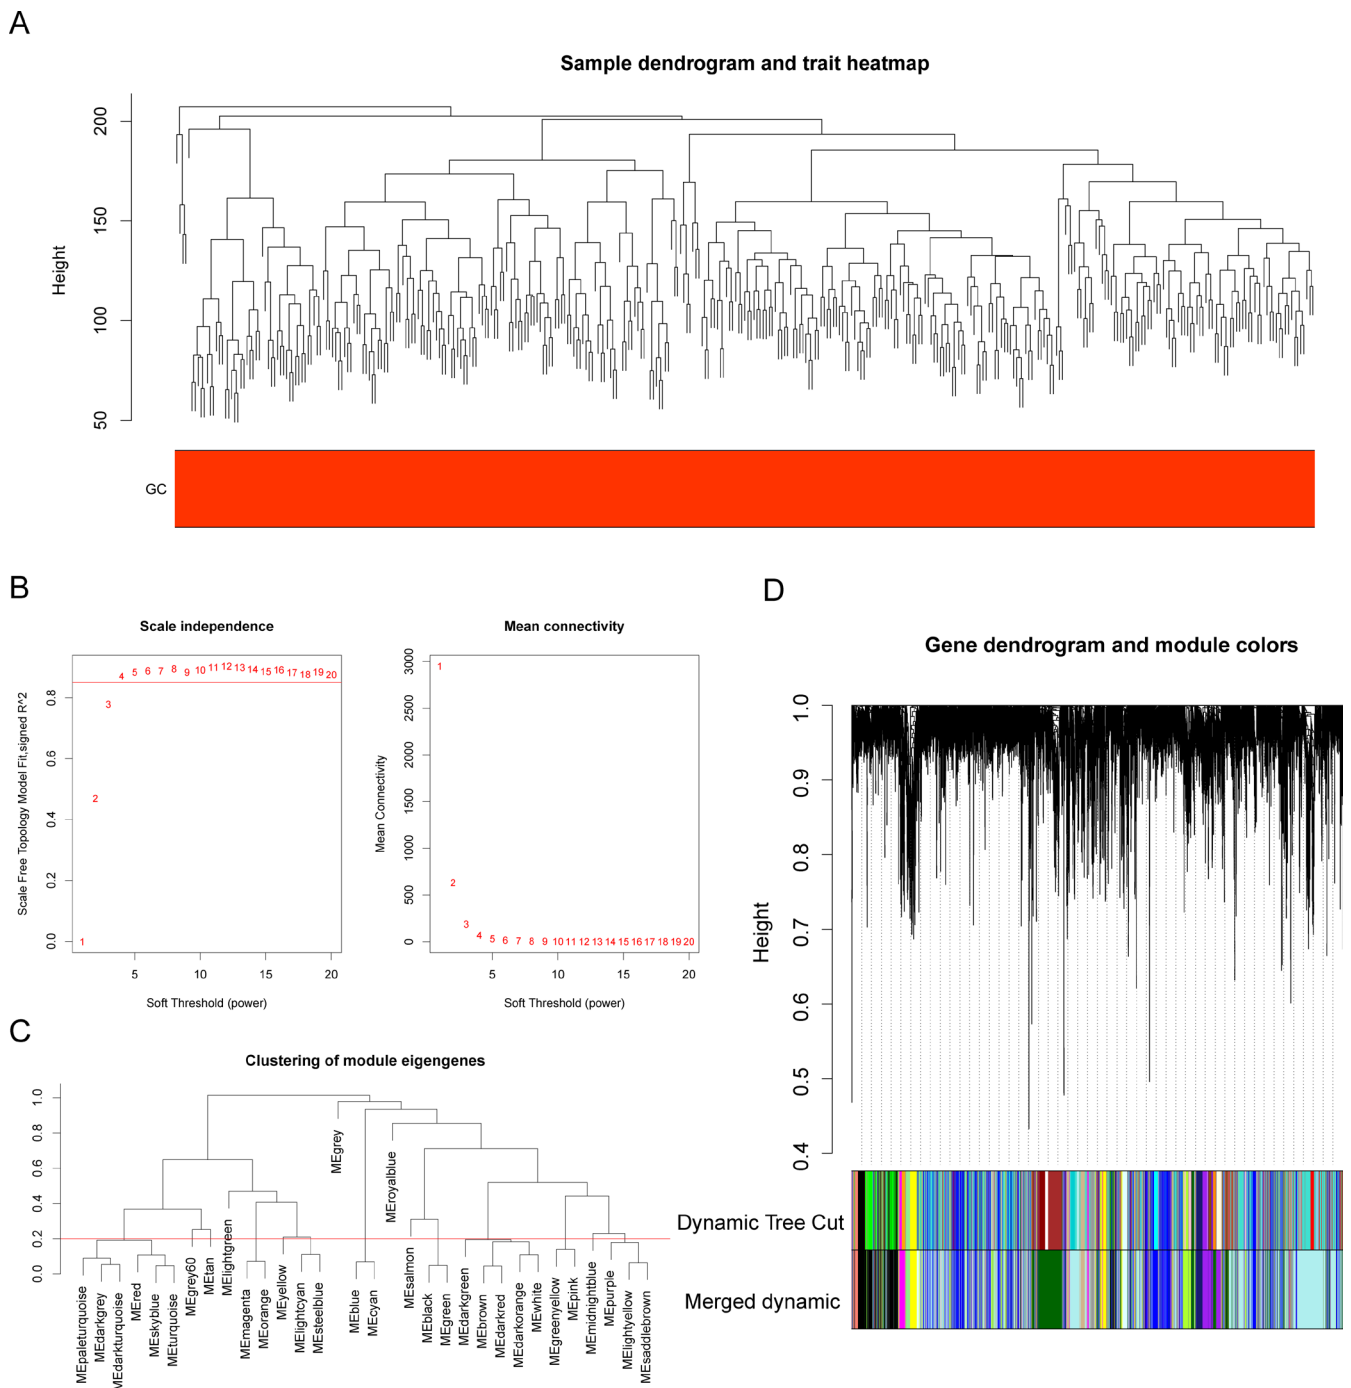 A
Sample dendrogram and trait heatmap
Height
200
150
100
50
GC
B
Scale independence
Scale Free Topology Model Fit,signed R^2
0.8
0.6
0.4
0.2
0.0
1 2 3 4 5 6 7 8 9 10 11 12 13 14 15 16 17 18 19 20
5 10 15 20
Soft Threshold (power)
Mean connectivity
Mean Connectivity
3000
2500
2000
1500
1000
500
0
1 2 3 4 5 6 7 8 9 10 11 12 13 14 15 16 17 18 19 20
5 10 15 20
Soft Threshold (power)
C
Clustering of module eigengenes
1.0
0.8
0.6
0.4
0.2
0.0
MEpaleturquoise
MEdarkgrey
MEdarkturquoise
MEred
MEskyblue
MEturquoise
MEgrey60
MEtan
MElightgreen
MEmagenta
MEorange
MEyellow
MElightcyan
MEsteelblue
MEgrey
MEblue
MEcyan
MEroyalblue
MEsalmon
MEblack
MEgreen
MEdarkgreen
MEbrown
MEdarkred
MEdarkorange
MEwhite
MEgreenyellow
MEpink
MEmidnightblue
MEpurple
MElightyellow
MEsaddlebrown
D
Gene dendrogram and module colors
Height
1.0
0.9
0.8
0.7
0.6
0.5
0.4
Dynamic Tree Cut
Merged dynamic